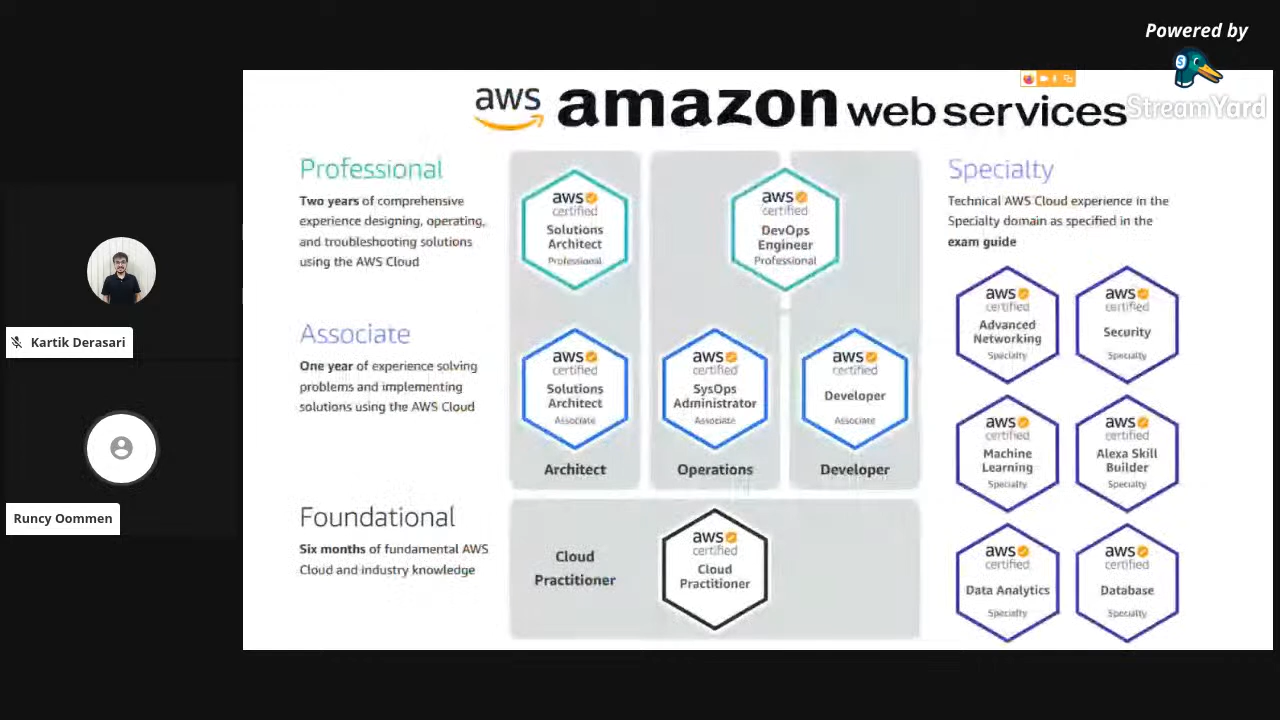 Powered by
StreamYard
aws amazon web services
Professional
Two years of comprehensive
experience designing, operating,
and troubleshooting solutions
using the AWS Cloud
aws
certified
Solutions
Architect
Professional
aws
certified
DevOps
Engineer
Professional
Specialty
Technical AWS Cloud experience in the
Specialty domain as specified in the
exam guide
aws
certified
Advanced
Networking
Specialty
aws
certified
Security
Specialty
Associate
One year of experience solving
problems and implementing
solutions using the AWS Cloud
aws
certified
Solutions
Architect
Associate
aws
certified
SysOps
Administrator
Associate
aws
certified
Developer
Associate
Architect
Operations
Developer
aws
certified
Machine
Learning
Specialty
aws
certified
Alexa Skill
Builder
Specialty
Foundational
Six months of fundamental AWS
Cloud and industry knowledge
Cloud
Practitioner
aws
certified
Cloud
Practitioner
aws
certified
Data Analytics
Specialty
aws
certified
Database
Specialty
Kartik Derasari
Runcy Oommen